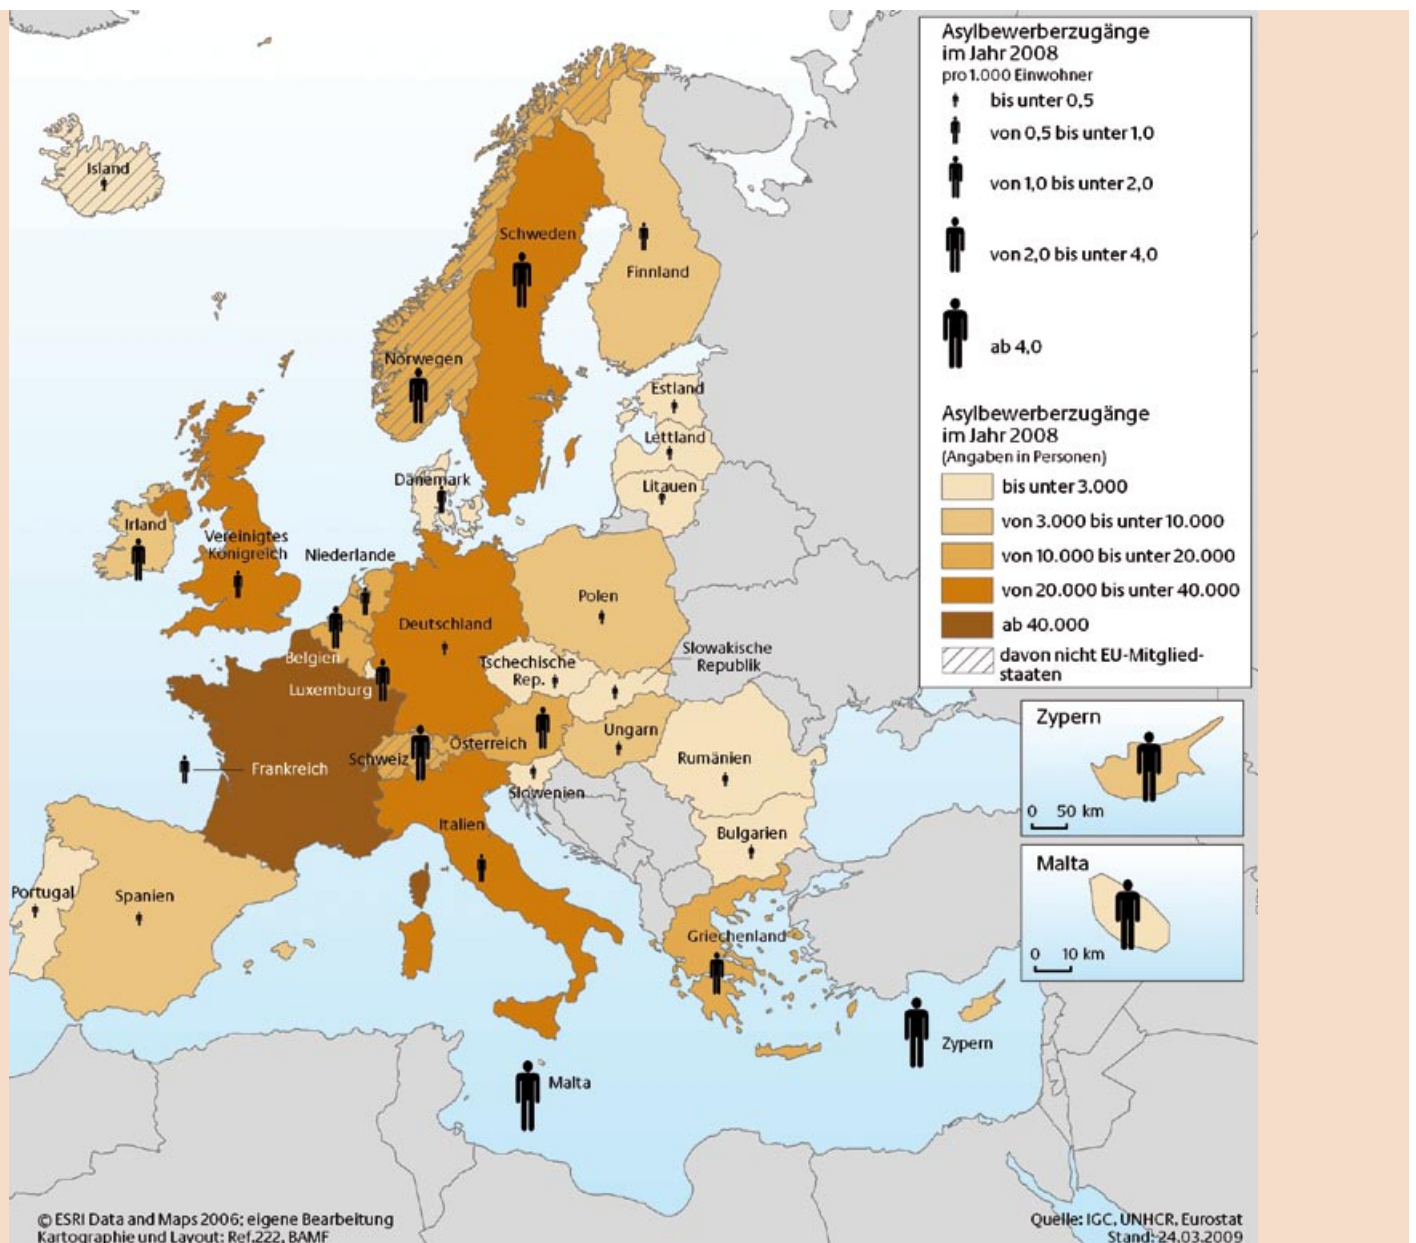 Asylbewerberzugänge
im Jahr 2008
pro 1.000 Einwohner
bis unter 0,5
von 0,5 bis unter 1,0
von 1,0 bis unter 2,0
von 2,0 bis unter 4,0
ab 4,0
Asylbewerberzugänge
im Jahr 2008
(Angaben in Personen)
bis unter 3.000
von 3.000 bis unter 10.000
von 10.000 bis unter 20.000
von 20.000 bis unter 40.000
ab 40.000
davon nicht EU-Mitglied-
staaten
Island
Schweden
Finnland
Norwegen
Estland
Lettland
Litauen
Dänemark
Irland
Vereinigtes
Königreich
Niederlande
Polen
Deutschland
Belgien
Luxemburg
Tschechische
Rep.
Slowakische
Republik
Ungarn
Österreich
Schweiz
Frankreich
Slowenien
Rumänien
Italien
Bulgarien
Portugal
Spanien
Griechenland
Zypern
Malta
Zypern
0 50 km
Malta
0 10 km
© ESRI Data and Maps 2006; eigene Bearbeitung
Kartographie und Layout: Ref.222, BAMF
Quelle: IGC, UNHCR, Eurostat
Stand: 24.03.2009